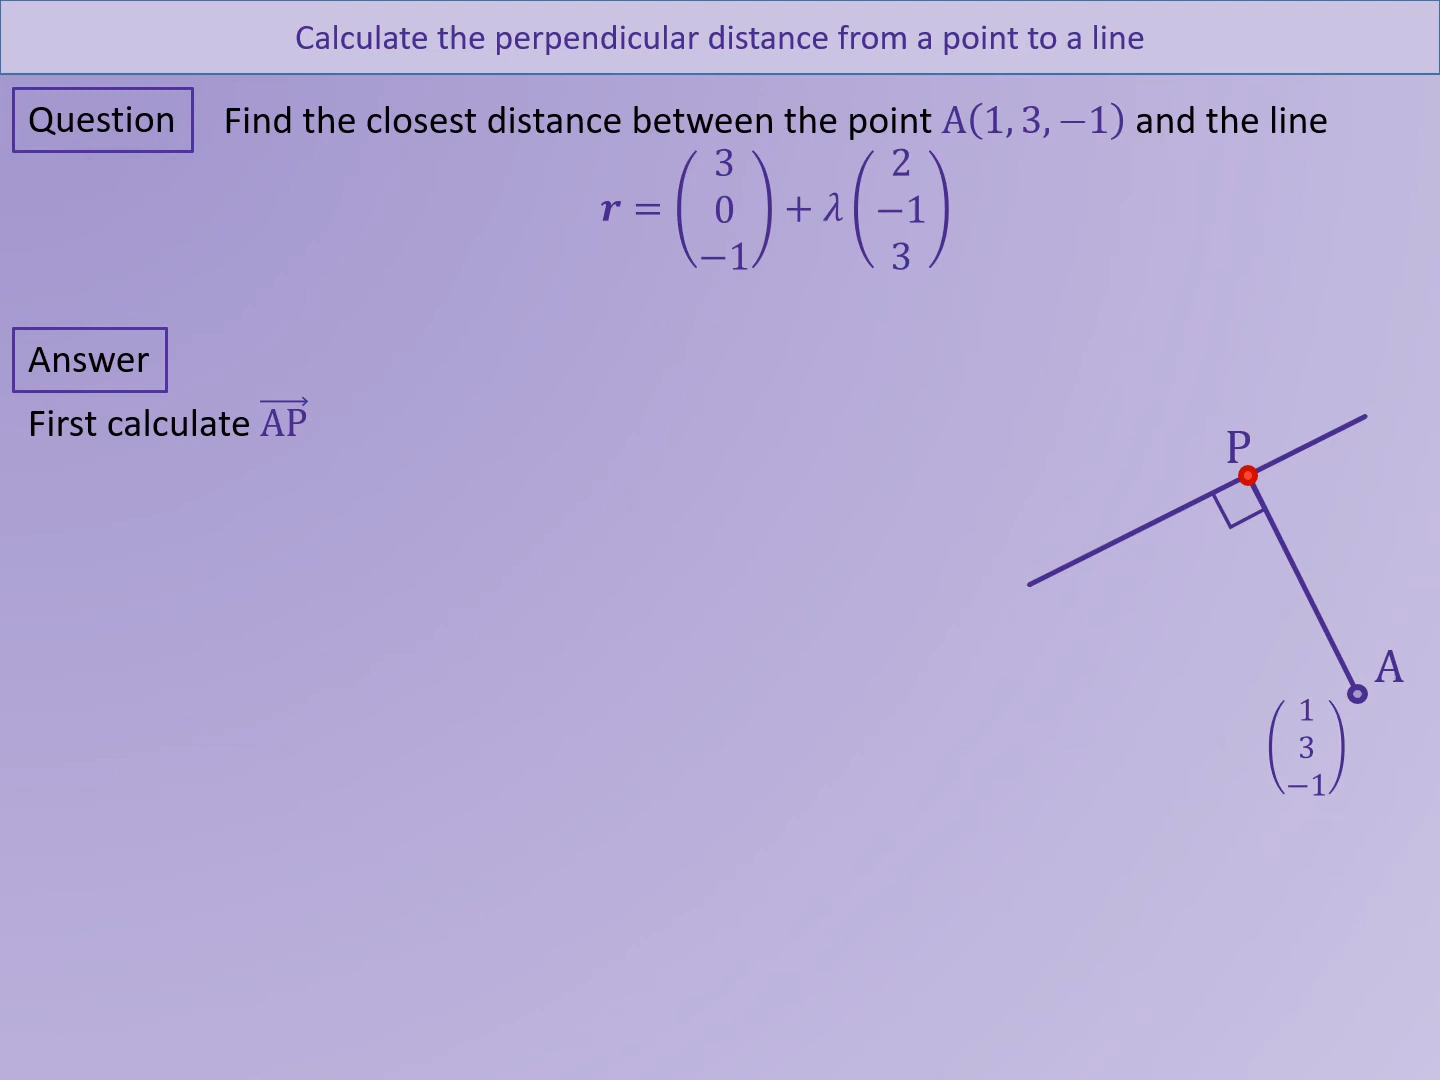 Calculate the perpendicular distance from a point to a line
Question
Find the closest distance between the point A(1, 3, −1) and the line
r = (3 0 −1) + λ (2 −1 3)
Answer
First calculate AP⃗
P
A
(1 3 −1)